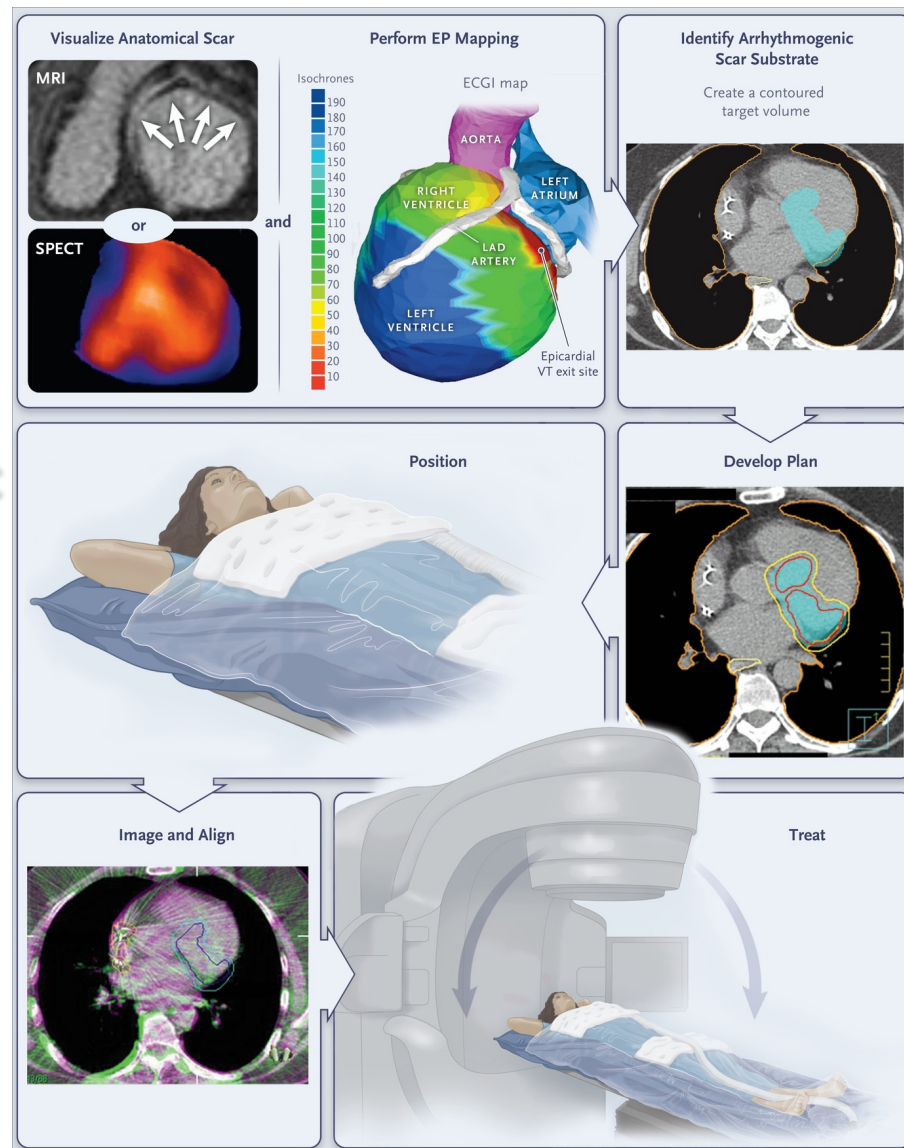 Visualize Anatomical Scar
MRI
or
SPECT
and
Perform EP Mapping
Isochrones
190
180
170
160
150
140
130
120
110
100
90
80
70
60
50
40
30
20
10
ECGI map
AORTA
LEFT
ATRIUM
RIGHT
VENTRICLE
LAD
ARTERY
LEFT
VENTRICLE
Epicardial
VT exit site
Identify Arrhythmogenic
Scar Substrate
Create a contoured
target volume
Develop Plan
Position
Image and Align
Treat